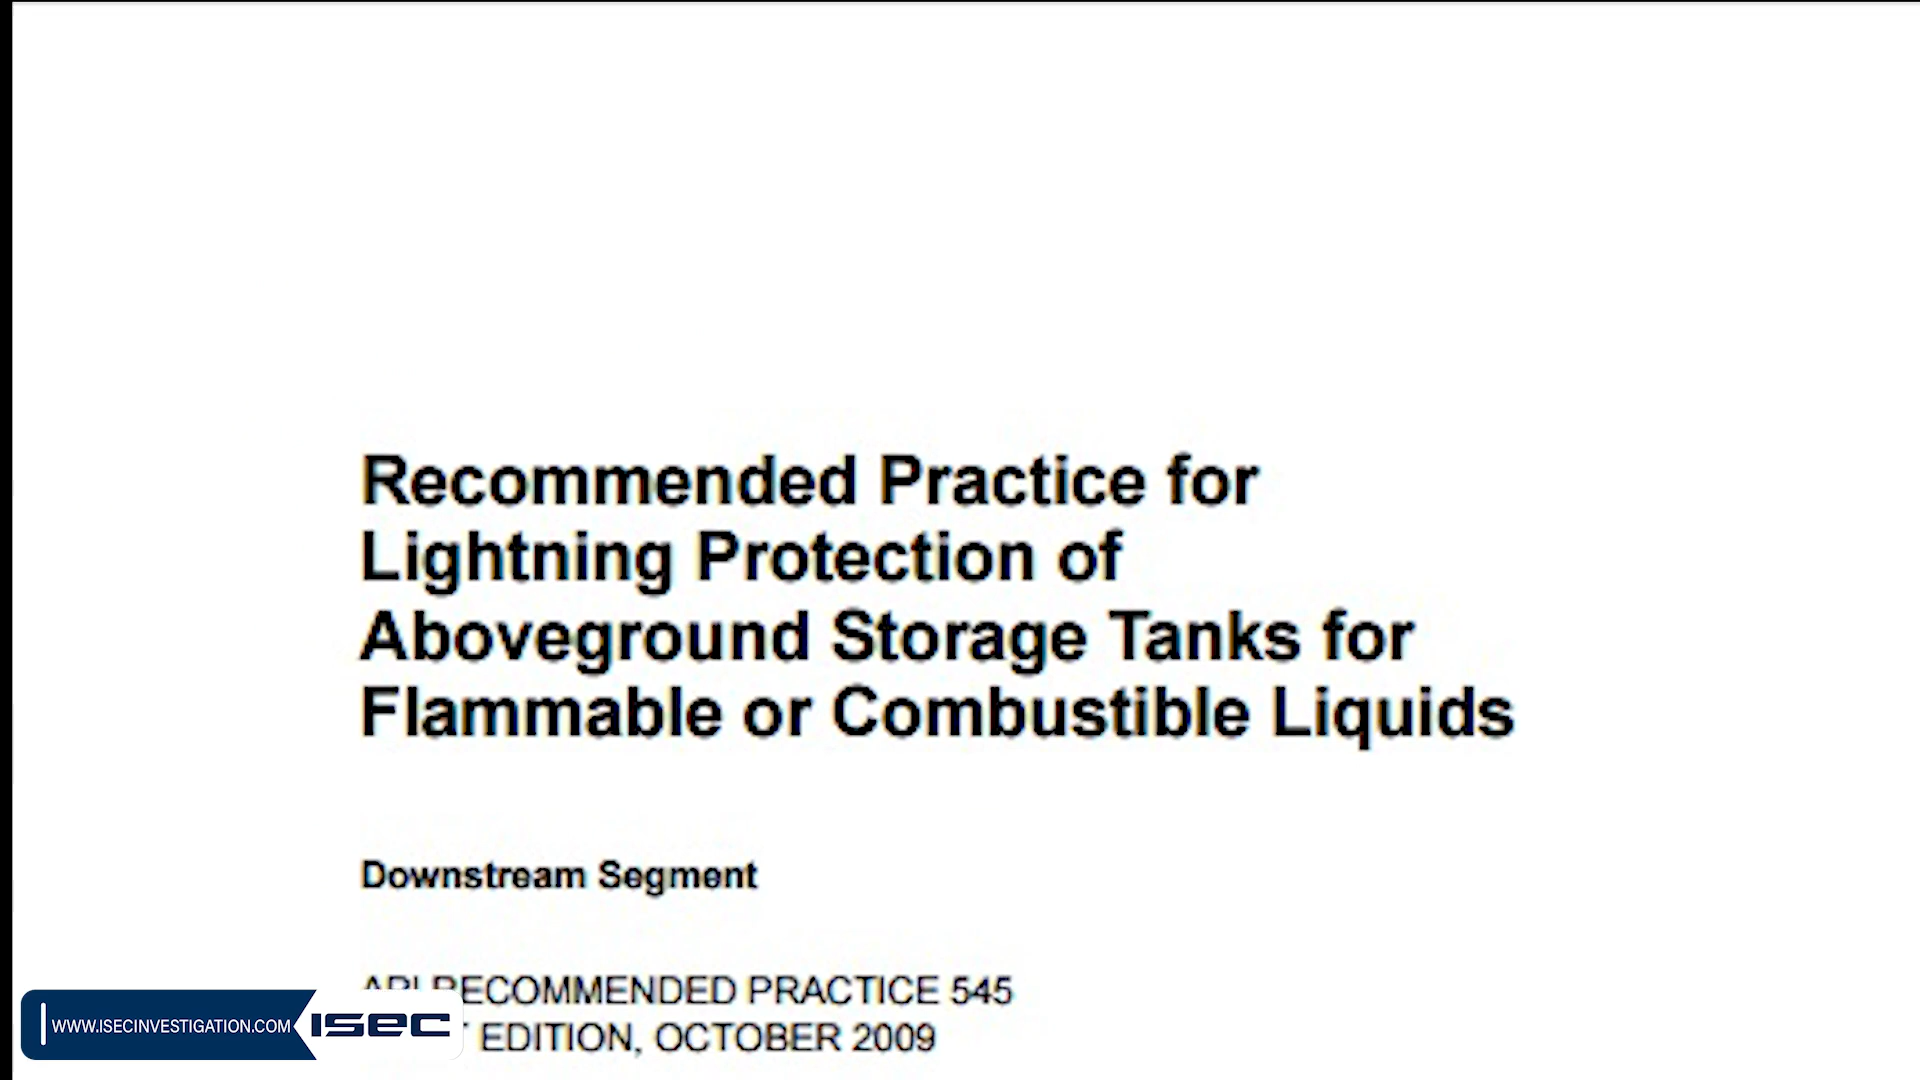 Recommended Practice for
Lightning Protection of
Aboveground Storage Tanks for
Flammable or Combustible Liquids
Downstream Segment
API RECOMMENDED PRACTICE 545
EDITION, OCTOBER 2009
WWW.ISECINVESTIGATION.COM
ISEC